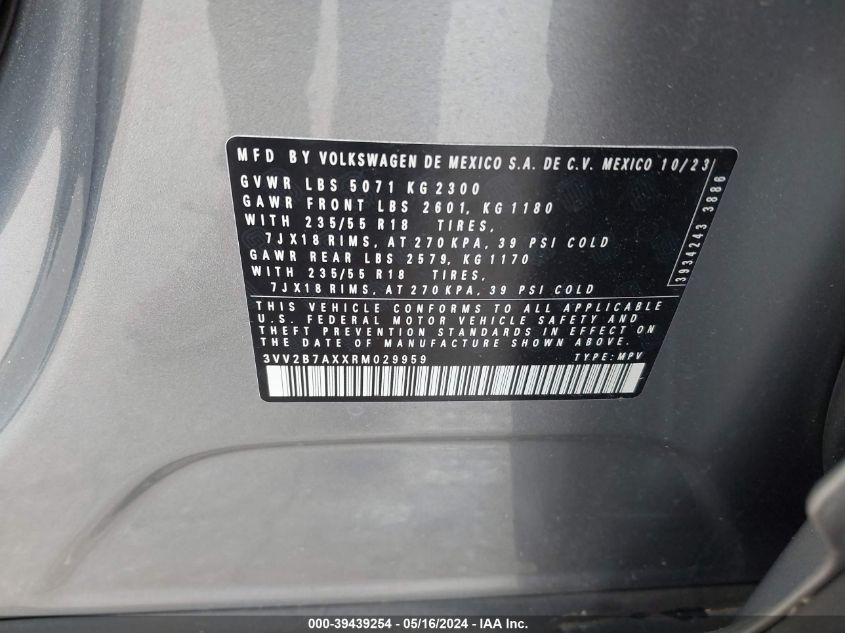 MFD BY VOLKSWAGEN DE MEXICO S.A. DE C.V. MEXICO 10/23
GVWR LBS 5071 KG 2300
GAWR FRONT LBS 2601, KG 1180
WITH 235/55 R18 TIRES,
7JX18 RIMS, AT 270 KPA, 39 PSI COLD
GAWR REAR LBS 2579, KG 1170
WITH 235/55 R18 TIRES,
7JX18 RIMS, AT 270 KPA, 39 PSI COLD
3934243 3886
THIS VEHICLE CONFORMS TO ALL APPLICABLE
U.S. FEDERAL MOTOR VEHICLE SAFETY AND
THEFT PREVENTION STANDARDS IN EFFECT ON
THE DATE OF MANUFACTURE SHOWN ABOVE.
3VV2B7AXXRM029959 TYPE: MPV
000-39439254 - 05/16/2024 - IAA Inc.